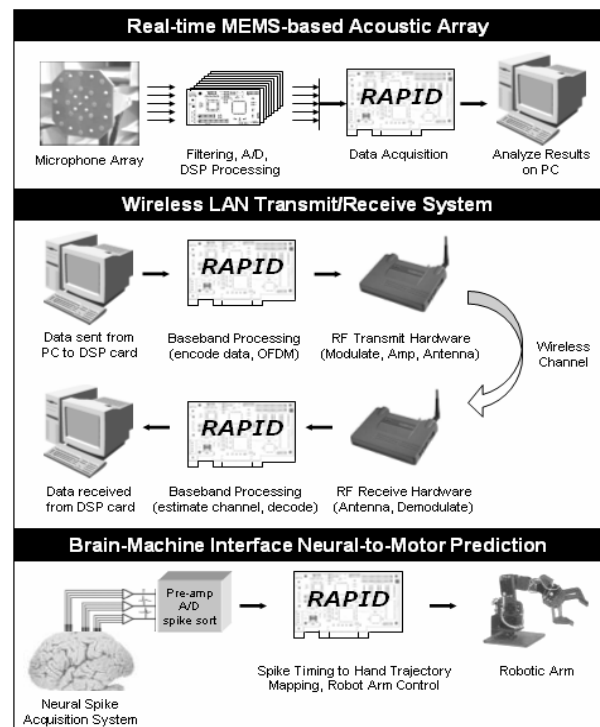 Real-time MEMS-based Acoustic Array
RAPID
Microphone Array
Filtering, A/D,
DSP Processing
Data Acquisition
Analyze Results
on PC
Wireless LAN Transmit/Receive System
RAPID
Data sent from
PC to DSP card
Baseband Processing
(encode data, OFDM)
RF Transmit Hardware
(Modulate, Amp, Antenna)
Wireless
Channel
RAPID
Data received
from DSP card
Baseband Processing
(estimate channel, decode)
RF Receive Hardware
(Antenna, Demodulate)
Brain-Machine Interface Neural-to-Motor Prediction
Pre-amp
A/D
spike sort
RAPID
Neural Spike
Acquisition System
Spike Timing to Hand Trajectory
Mapping, Robot Arm Control
Robotic Arm